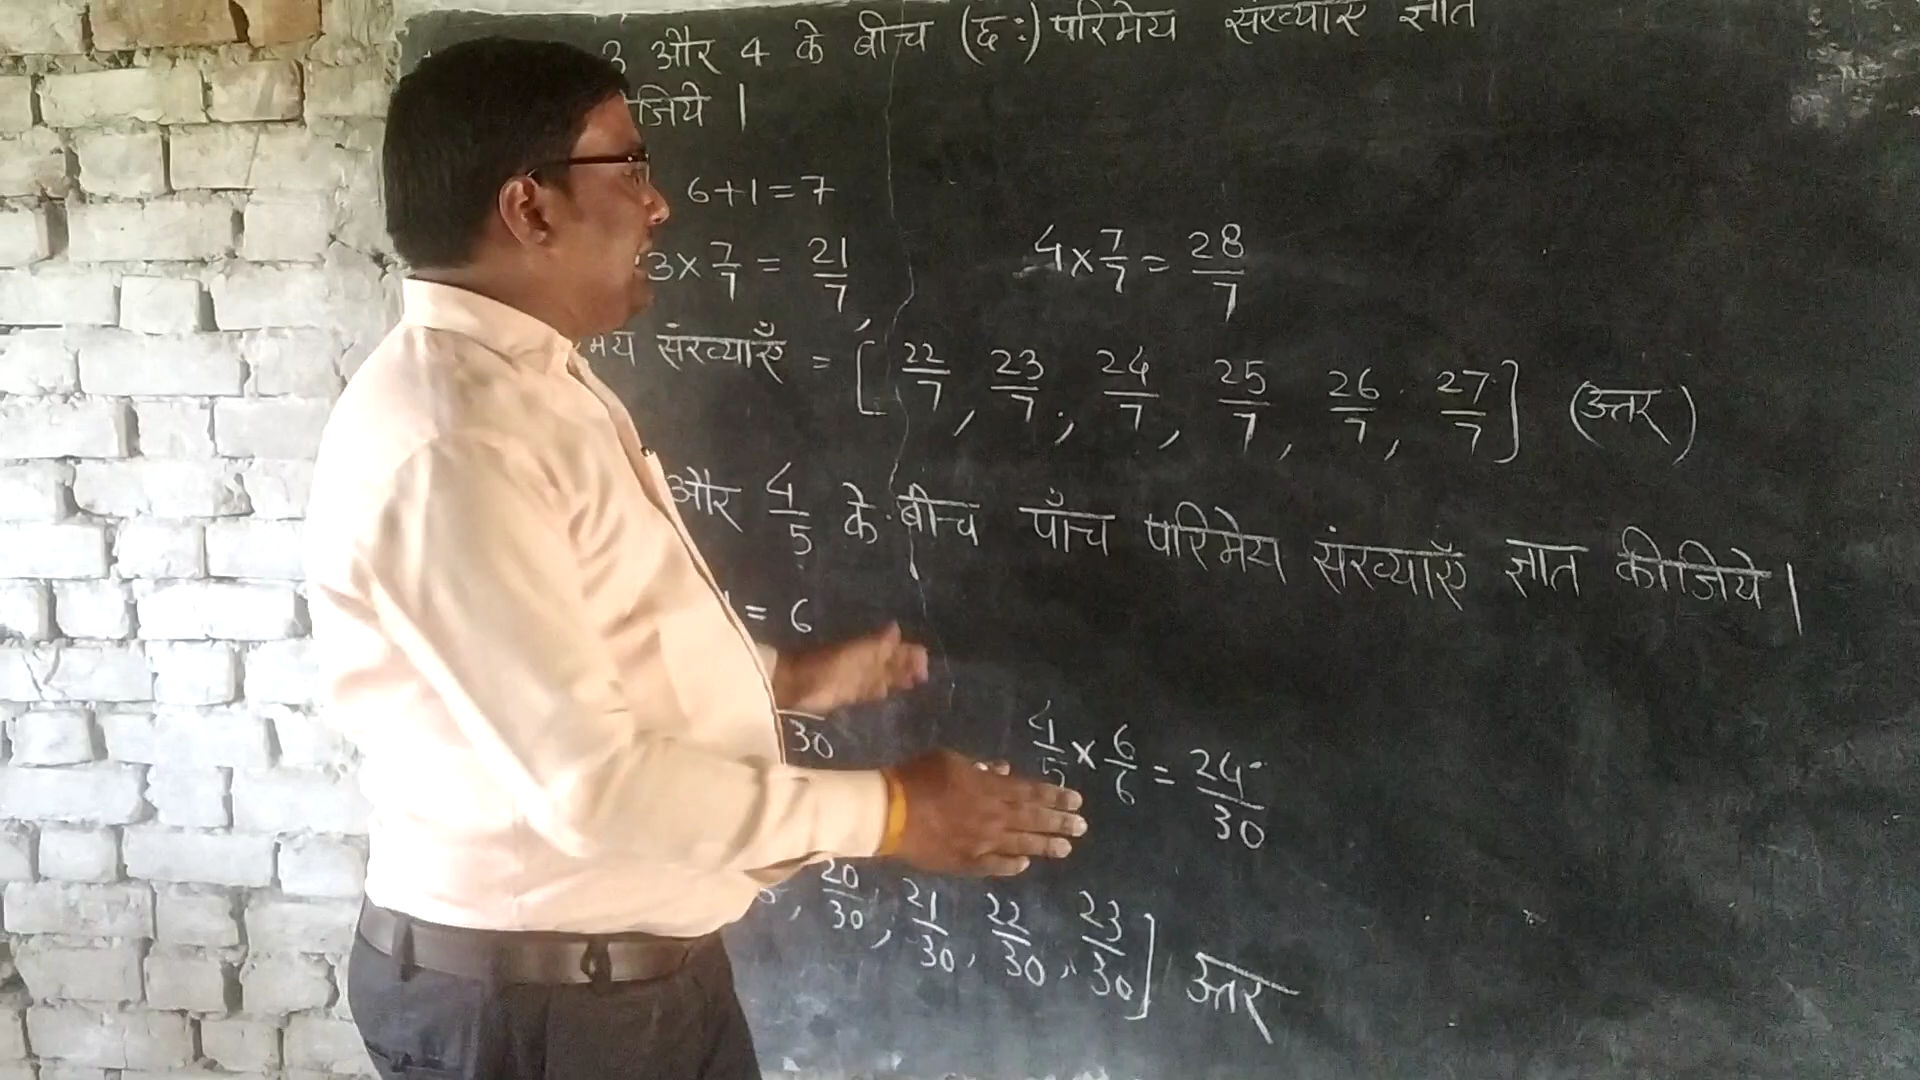 3 और 4 के बीच (छः) परिमेय संख्याएँ ज्ञात
जिये ।
6+1=7
3 × 7/7 = 21/7, 4 × 7/7 = 28/7
मेय संख्याएँ = [22/7, 23/7, 24/7, 25/7, 26/7, 27/7] (उत्तर)
और 4/5 के बीच पाँच परिमेय संख्याएँ ज्ञात कीजिये ।
= 6
30 4/5 × 6/6 = 24/30
, 20/30, 21/30, 22/30, 23/30] उत्तर